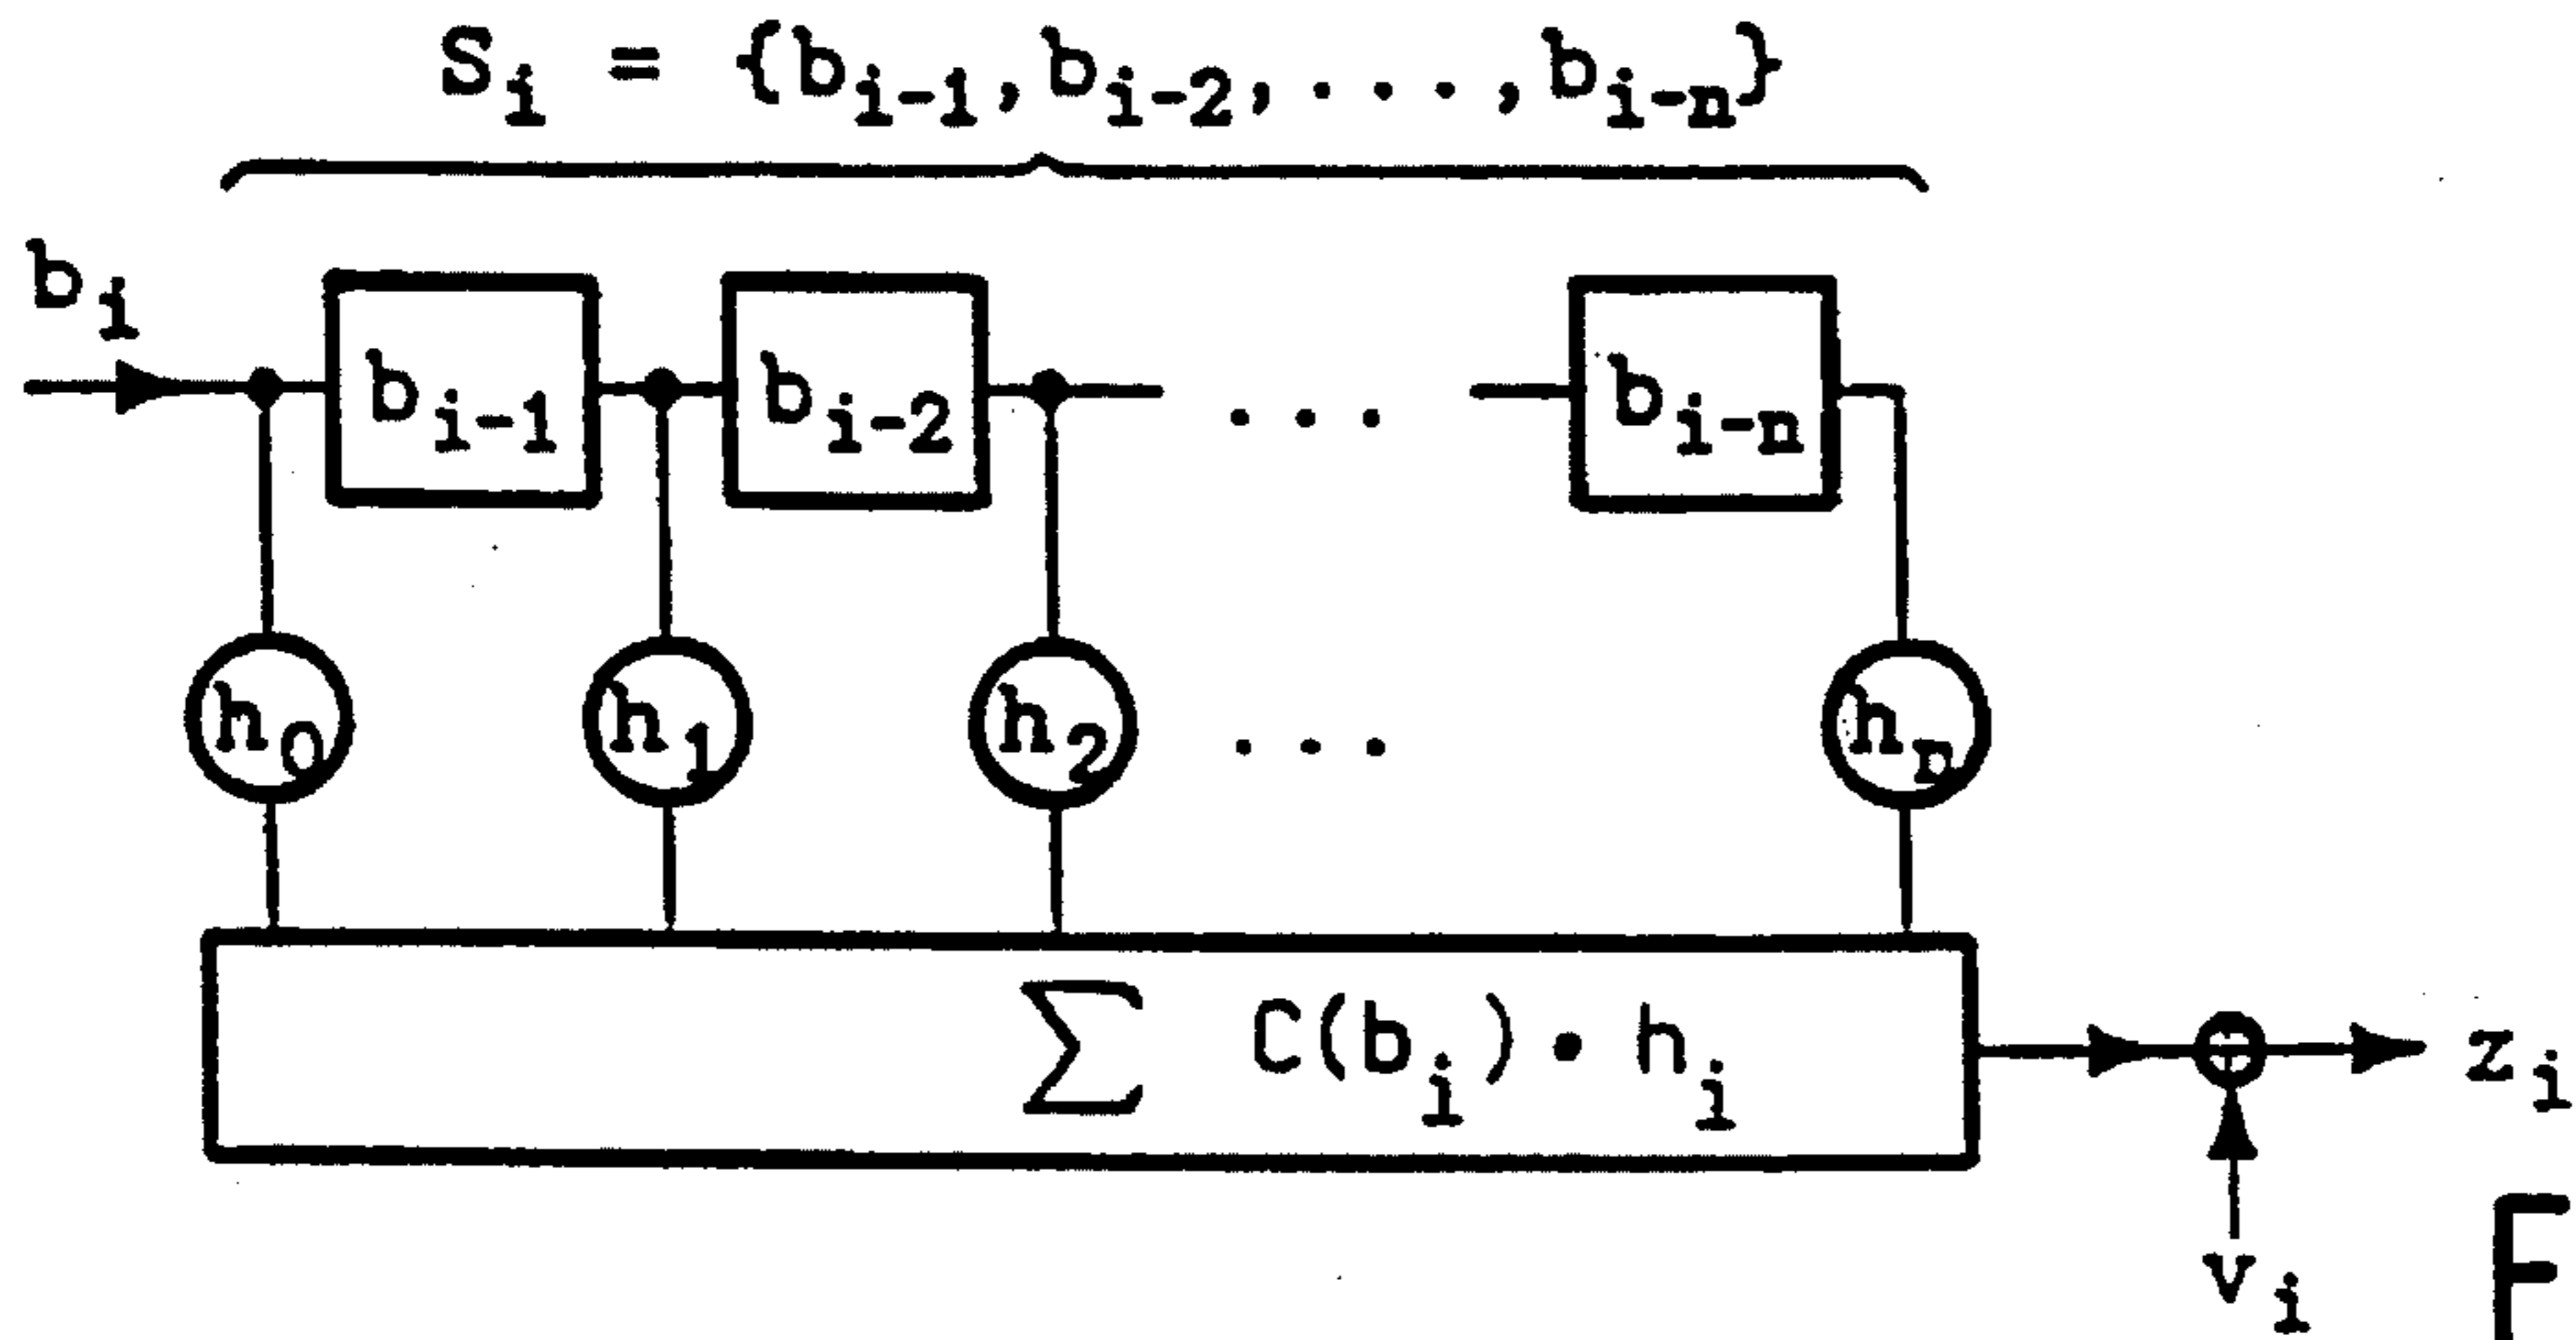 S_i = {b_{i-1}, b_{i-2}, . . . , b_{i-n}}
b_i
b_{i-1} b_{i-2} . . . b_{i-n}
h_0 h_1 h_2 . . . h_n
∑ C(b_i) • h_i
z_i
v_i
F